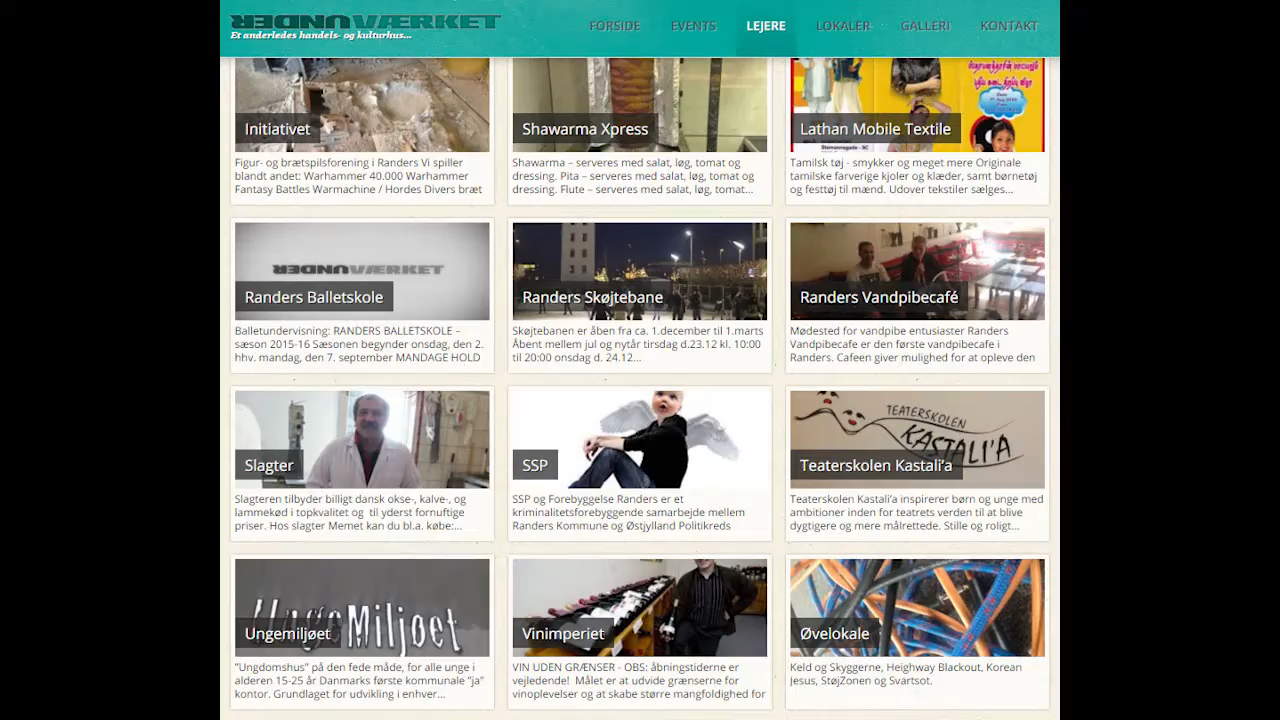 UNDERVÆRKET
Et anderledes handels- og kulturhus...
FORSIDE EVENTS LEJERE LOKALER GALLERI KONTAKT
Initiativet
Figur- og brætspilsforening i Randers Vi spiller
blandt andet: Warhammer 40.000 Warhammer
Fantasy Battles Warmachine / Hordes Divers bræt
Shawarma Xpress
Shawarma – serveres med salat, løg, tomat og
dressing. Pita – serveres med salat, løg, tomat og
dressing. Flute – serveres med salat, løg, tomat...
Lathan Mobile Textile
Tamilsk tøj - smykker og meget mere Originale
tamilske farverige kjoler og klæder, samt børnetøj
og festtøj til mænd. Udover tekstiler sælges...
UNDERVÆRKET
Randers Balletskole
Balletundervisning: RANDERS BALLETSKOLE –
sæson 2015-16 Sæsonen begynder onsdag, den 2.
hhv. mandag, den 7. september MANDAGE HOLD
Randers Skøjtebane
Skøjtebanen er åben fra ca. 1.december til 1.marts
Åbent mellem jul og nytår tirsdag d.23.12 kl. 10:00
til 20:00 onsdag d. 24.12...
Randers Vandpibecafé
Mødested for vandpibe entusiaster Randers
Vandpibecafe er den første vandpibecafe i
Randers. Cafeen giver mulighed for at opleve den
Slagter
Slagteren tilbyder billigt dansk okse-, kalve-, og
lammekød i topkvalitet og til yderst fornuftige
priser. Hos slagter Memet kan du bl.a. købe:...
SSP
SSP og Forebyggelse Randers er et
kriminalitetsforebyggende samarbejde mellem
Randers Kommune og Østjylland Politikreds
TEATERSKOLEN
KASTALI'A
Teaterskolen Kastali’a
Teaterskolen Kastali’a inspirerer børn og unge med
ambitioner inden for teatrets verden til at blive
dygtigere og mere målrettede. Stille og roligt...
UngeMiljøet
Ungemiljøet
”Ungdomshus” på den fede måde, for alle unge i
alderen 15-25 år Danmarks første kommunale ”ja”
kontor. Grundlaget for udvikling i enhver...
Vinimperiet
VIN UDEN GRÆNSER - OBS: åbningstiderne er
vejledende! Målet er at udvide grænserne for
vinoplevelser og at skabe større mangfoldighed for
Øvelokale
Keld og Skyggerne, Heighway Blackout, Korean
Jesus, StøjZonen og Svartsot.